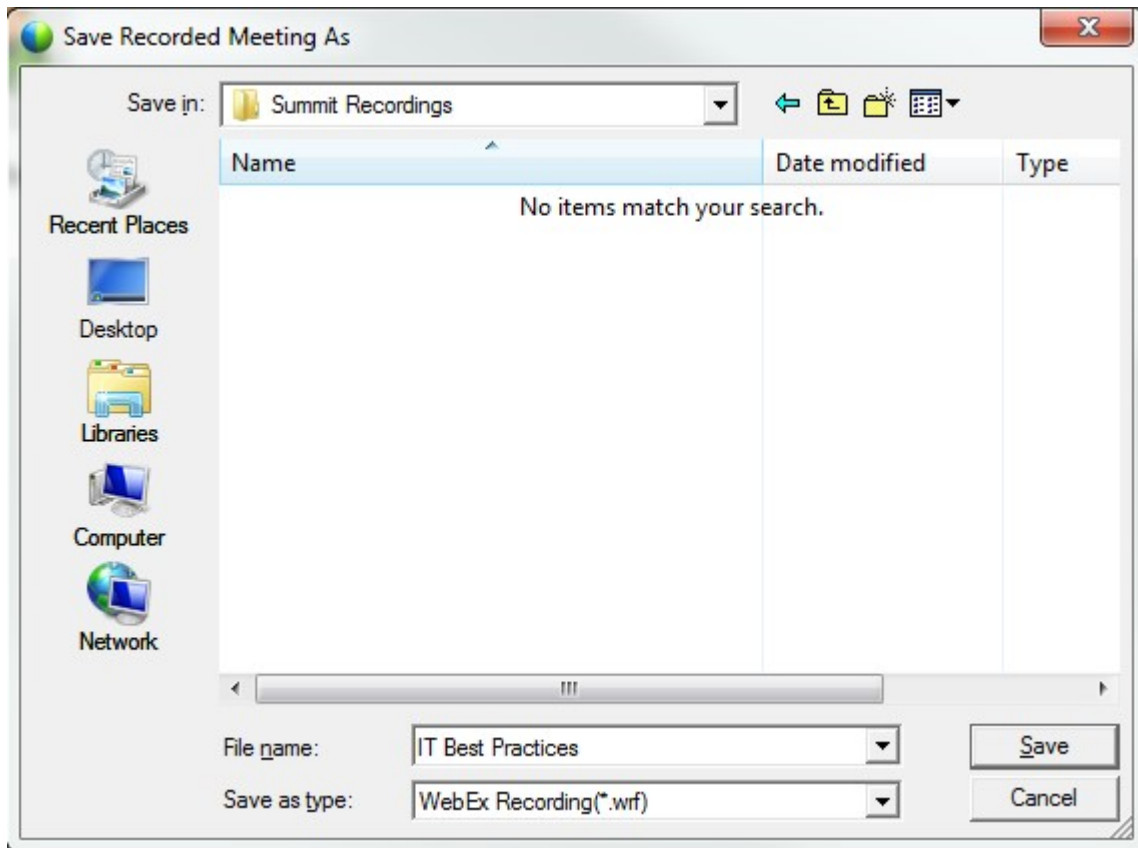 Save Recorded Meeting As
Save in: Summit Recordings
Name Date modified Type
No items match your search.
Recent Places
Desktop
Libraries
Computer
Network
File name: IT Best Practices Save
Save as type: WebEx Recording(*.wrf) Cancel